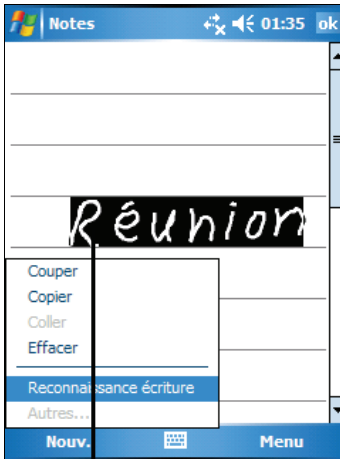 Notes 01:35 ok
Réunion
Couper
Copier
Coller
Effacer
Reconnaissance écriture
Autres...
Nouv. Menu